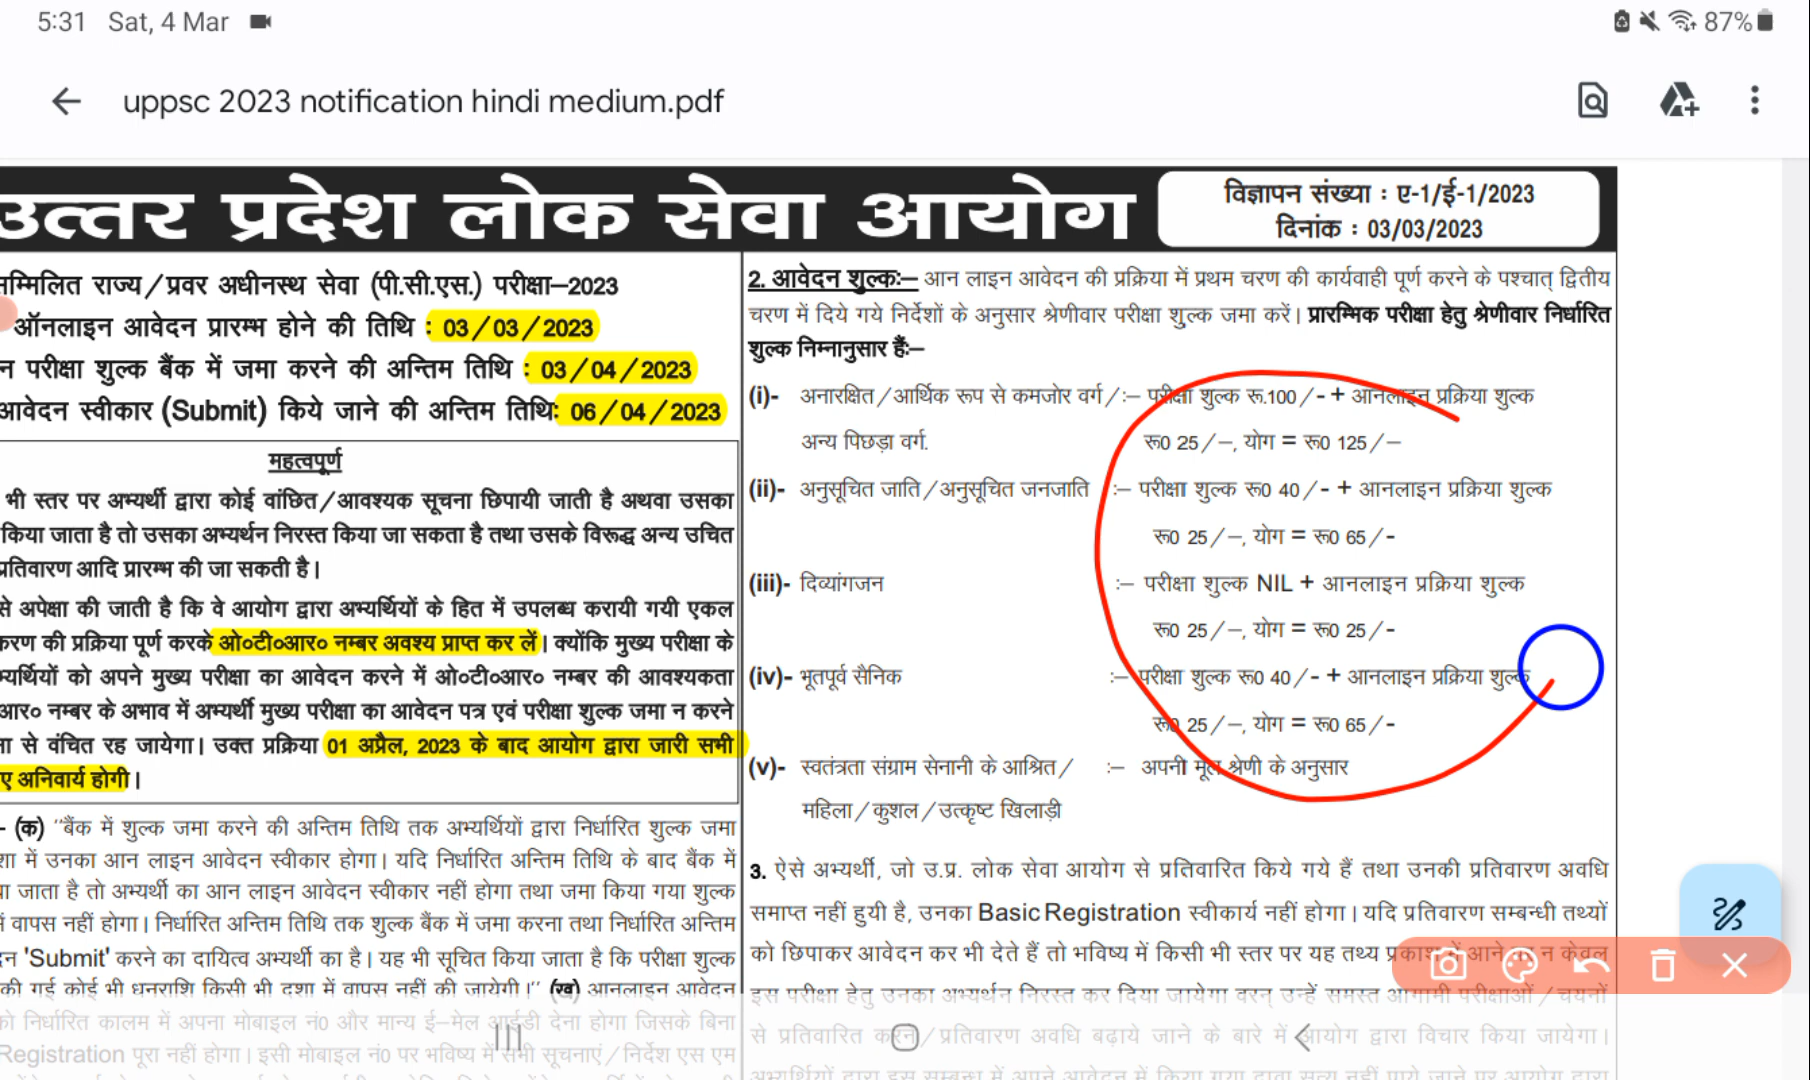 5:31 Sat, 4 Mar
87%
uppsc 2023 notification hindi medium.pdf
उत्तर प्रदेश लोक सेवा आयोग
विज्ञापन संख्या : ए-1/ई-1/2023
दिनांक : 03/03/2023
म्मिलित राज्य/प्रवर अधीनस्थ सेवा (पी.सी.एस.) परीक्षा–2023
ऑनलाइन आवेदन प्रारम्भ होने की तिथि : 03/03/2023
न परीक्षा शुल्क बैंक में जमा करने की अन्तिम तिथि : 03/04/2023
आवेदन स्वीकार (Submit) किये जाने की अन्तिम तिथि: 06/04/2023
महत्वपूर्ण
भी स्तर पर अभ्यर्थी द्वारा कोई वांछित/आवश्यक सूचना छिपायी जाती है अथवा उसका
किया जाता है तो उसका अभ्यर्थन निरस्त किया जा सकता है तथा उसके विरूद्ध अन्य उचित
प्रतिवारण आदि प्रारम्भ की जा सकती है।
से अपेक्षा की जाती है कि वे आयोग द्वारा अभ्यर्थियों के हित में उपलब्ध करायी गयी एकल
करण की प्रक्रिया पूर्ण करके ओ०टी०आर० नम्बर अवश्य प्राप्त कर लें। क्योंकि मुख्य परीक्षा के
भ्यर्थियों को अपने मुख्य परीक्षा का आवेदन करने में ओ०टी०आर० नम्बर की आवश्यकता
आर० नम्बर के अभाव में अभ्यर्थी मुख्य परीक्षा का आवेदन पत्र एवं परीक्षा शुल्क जमा न करने
ना से वंचित रह जायेगा। उक्त प्रक्रिया 01 अप्रैल, 2023 के बाद आयोग द्वारा जारी सभी
ए अनिवार्य होगी।
- (क) "बैंक में शुल्क जमा करने की अन्तिम तिथि तक अभ्यर्थियों द्वारा निर्धारित शुल्क जमा
शा में उनका आन लाइन आवेदन स्वीकार होगा। यदि निर्धारित अन्तिम तिथि के बाद बैंक में
या जाता है तो अभ्यर्थी का आन लाइन आवेदन स्वीकार नहीं होगा तथा जमा किया गया शुल्क
में वापस नहीं होगा। निर्धारित अन्तिम तिथि तक शुल्क बैंक में जमा करना तथा निर्धारित अन्तिम
न 'Submit' करने का दायित्व अभ्यर्थी का है। यह भी सूचित किया जाता है कि परीक्षा शुल्क
की गई कोई भी धनराशि किसी भी दशा में वापस नहीं की जायेगी।" (ख) आनलाइन आवेदन
को निर्धारित कालम में अपना मोबाइल नं0 और मान्य ई–मेल आईडी देना होगा जिसके बिना
Registration पूरा नहीं होगा। इसी मोबाइल नं0 पर भविष्य में सभी सूचनाएं/निर्देश एस एम
2. आवेदन शुल्कः– आन लाइन आवेदन की प्रक्रिया में प्रथम चरण की कार्यवाही पूर्ण करने के पश्चात् द्वितीय
चरण में दिये गये निर्देशों के अनुसार श्रेणीवार परीक्षा शुल्क जमा करें। प्रारम्भिक परीक्षा हेतु श्रेणीवार निर्धारित
शुल्क निम्नानुसार हैं:–
(i)- अनारक्षित/आर्थिक रूप से कमजोर वर्ग/:– परीक्षा शुल्क रू.100/- + आनलाइन प्रक्रिया शुल्क
अन्य पिछड़ा वर्ग. रू0 25/–, योग = रू0 125/–
(ii)- अनुसूचित जाति/अनुसूचित जनजाति :– परीक्षा शुल्क रू0 40/- + आनलाइन प्रक्रिया शुल्क
रू0 25/–, योग = रू0 65/-
(iii)- दिव्यांगजन :– परीक्षा शुल्क NIL + आनलाइन प्रक्रिया शुल्क
रू0 25/–, योग = रू0 25/-
(iv)- भूतपूर्व सैनिक :– परीक्षा शुल्क रू0 40/- + आनलाइन प्रक्रिया शुल्क
रू0 25/–, योग = रू0 65/-
(v)- स्वतंत्रता संग्राम सेनानी के आश्रित/ :– अपनी मूल श्रेणी के अनुसार
महिला/कुशल/उत्कृष्ट खिलाड़ी
3. ऐसे अभ्यर्थी, जो उ.प्र. लोक सेवा आयोग से प्रतिवारित किये गये हैं तथा उनकी प्रतिवारण अवधि
समाप्त नहीं हुयी है, उनका Basic Registration स्वीकार्य नहीं होगा। यदि प्रतिवारण सम्बन्धी तथ्यों
को छिपाकर आवेदन कर भी देते हैं तो भविष्य में किसी भी स्तर पर यह तथ्य प्रकाश में आने पर न केवल
इस परीक्षा हेतु उनका अभ्यर्थन निरस्त कर दिया जायेगा वरन् उन्हें समस्त आगामी परीक्षाओं/चयनों
से प्रतिवारित करने/प्रतिवारण अवधि बढ़ाये जाने के बारे में आयोग द्वारा विचार किया जायेगा।